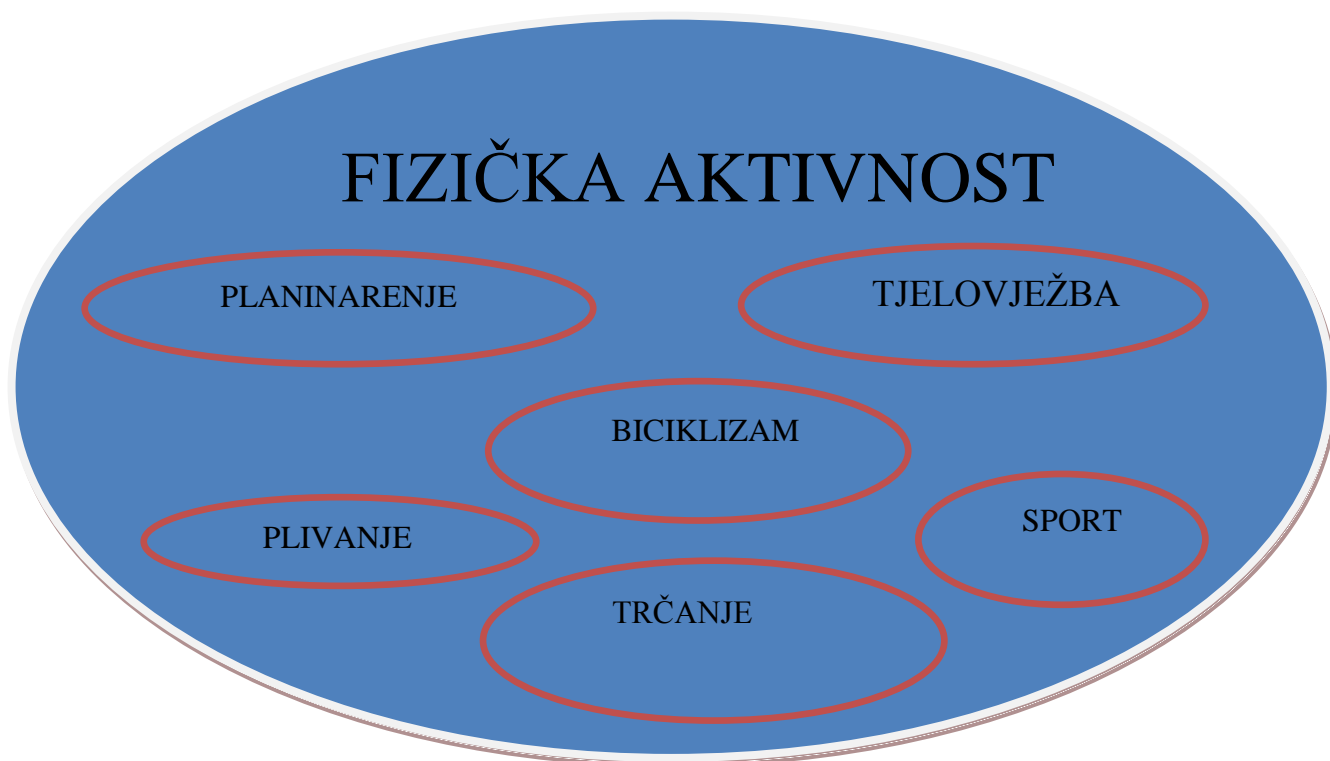 FIZIČKA AKTIVNOST
PLANINARENJE
TJELOVJEŽBA
BICIKLIZAM
PLIVANJE
SPORT
TRČANJE